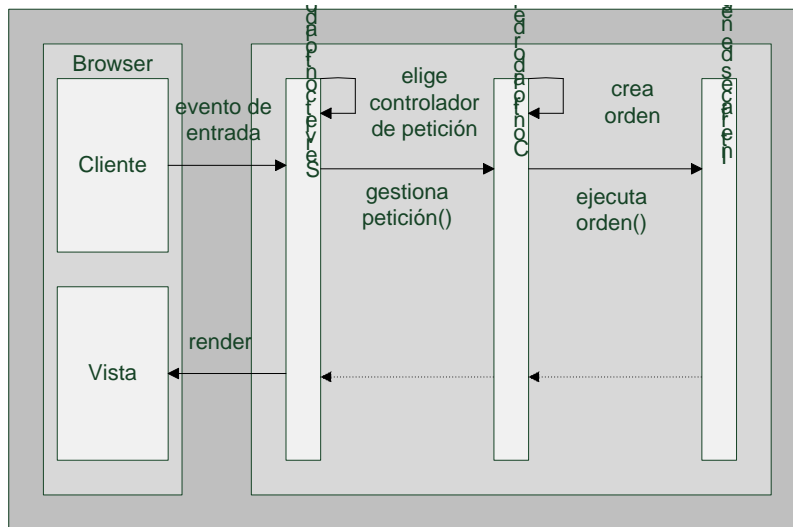 Browser
Cliente
evento de
entrada
elige
controlador
de petición
crea
orden
gestiona
petición()
ejecuta
orden()
Vista
render